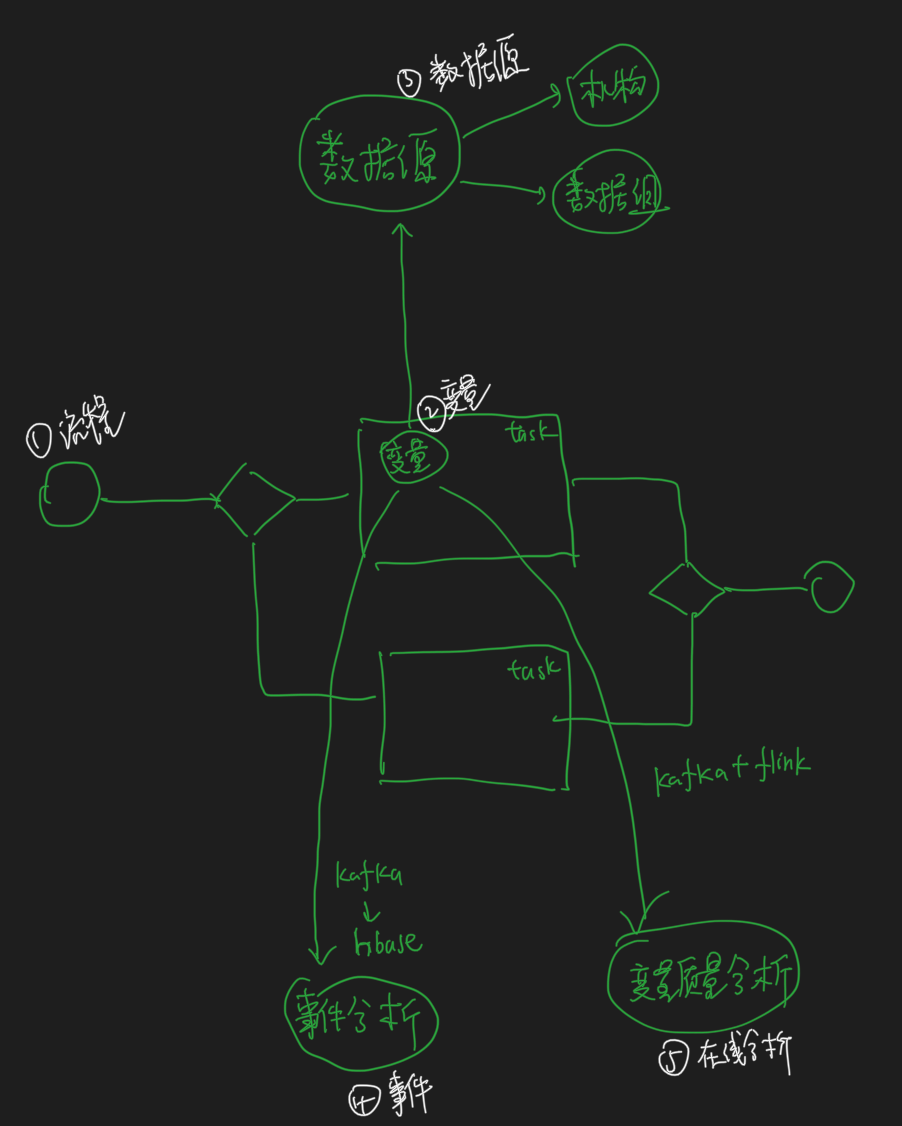 ③ 数据源
数据源
机构
数据组
② 变量
① 流程
task
变量
task
kafka + flink
kafka
hbase
变量质量分析
事件分析
⑤ 在线分析
④ 事件